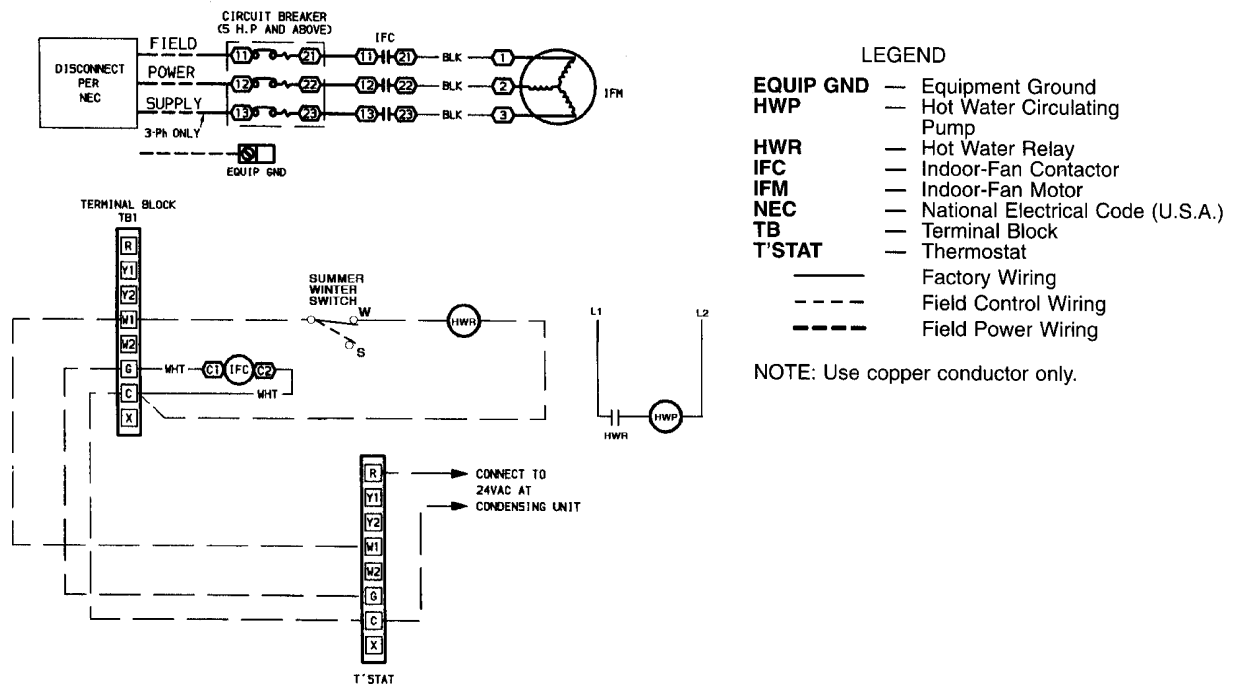 CIRCUIT BREAKER
(5 H.P AND ABOVE)
IFC
FIELD
11 21 11 21 BLK 1
DISCONNECT
PER
NEC
POWER
12 22 12 22 BLK 2
IFM
SUPPLY
13 23 13 23 BLK 3
3-Ph ONLY
EQUIP GND
LEGEND
EQUIP GND — Equipment Ground
HWP — Hot Water Circulating
Pump
HWR — Hot Water Relay
IFC — Indoor-Fan Contactor
IFM — Indoor-Fan Motor
NEC — National Electrical Code (U.S.A.)
TB — Terminal Block
T'STAT — Thermostat
Factory Wiring
Field Control Wiring
Field Power Wiring
NOTE: Use copper conductor only.
TERMINAL BLOCK
TB1
R
Y1
Y2
W1
W2
G
C
X
SUMMER
WINTER
SWITCH
W
S
HWR
WHT C1 IFC C2
WHT
L1 L2
HWR
HWP
R
Y1
Y2
W1
W2
G
C
X
T'STAT
CONNECT TO
24VAC AT
CONDENSING UNIT